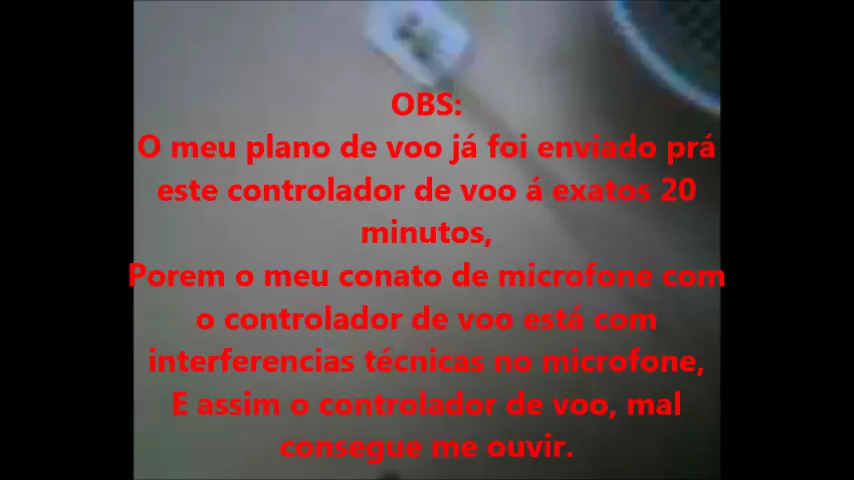 OBS:
O meu plano de voo já foi enviado prá
este controlador de voo á exatos 20
minutos,
Porem o meu conato de microfone com
o controlador de voo está com
interferencias técnicas no microfone,
E assim o controlador de voo, mal
consegue me ouvir.